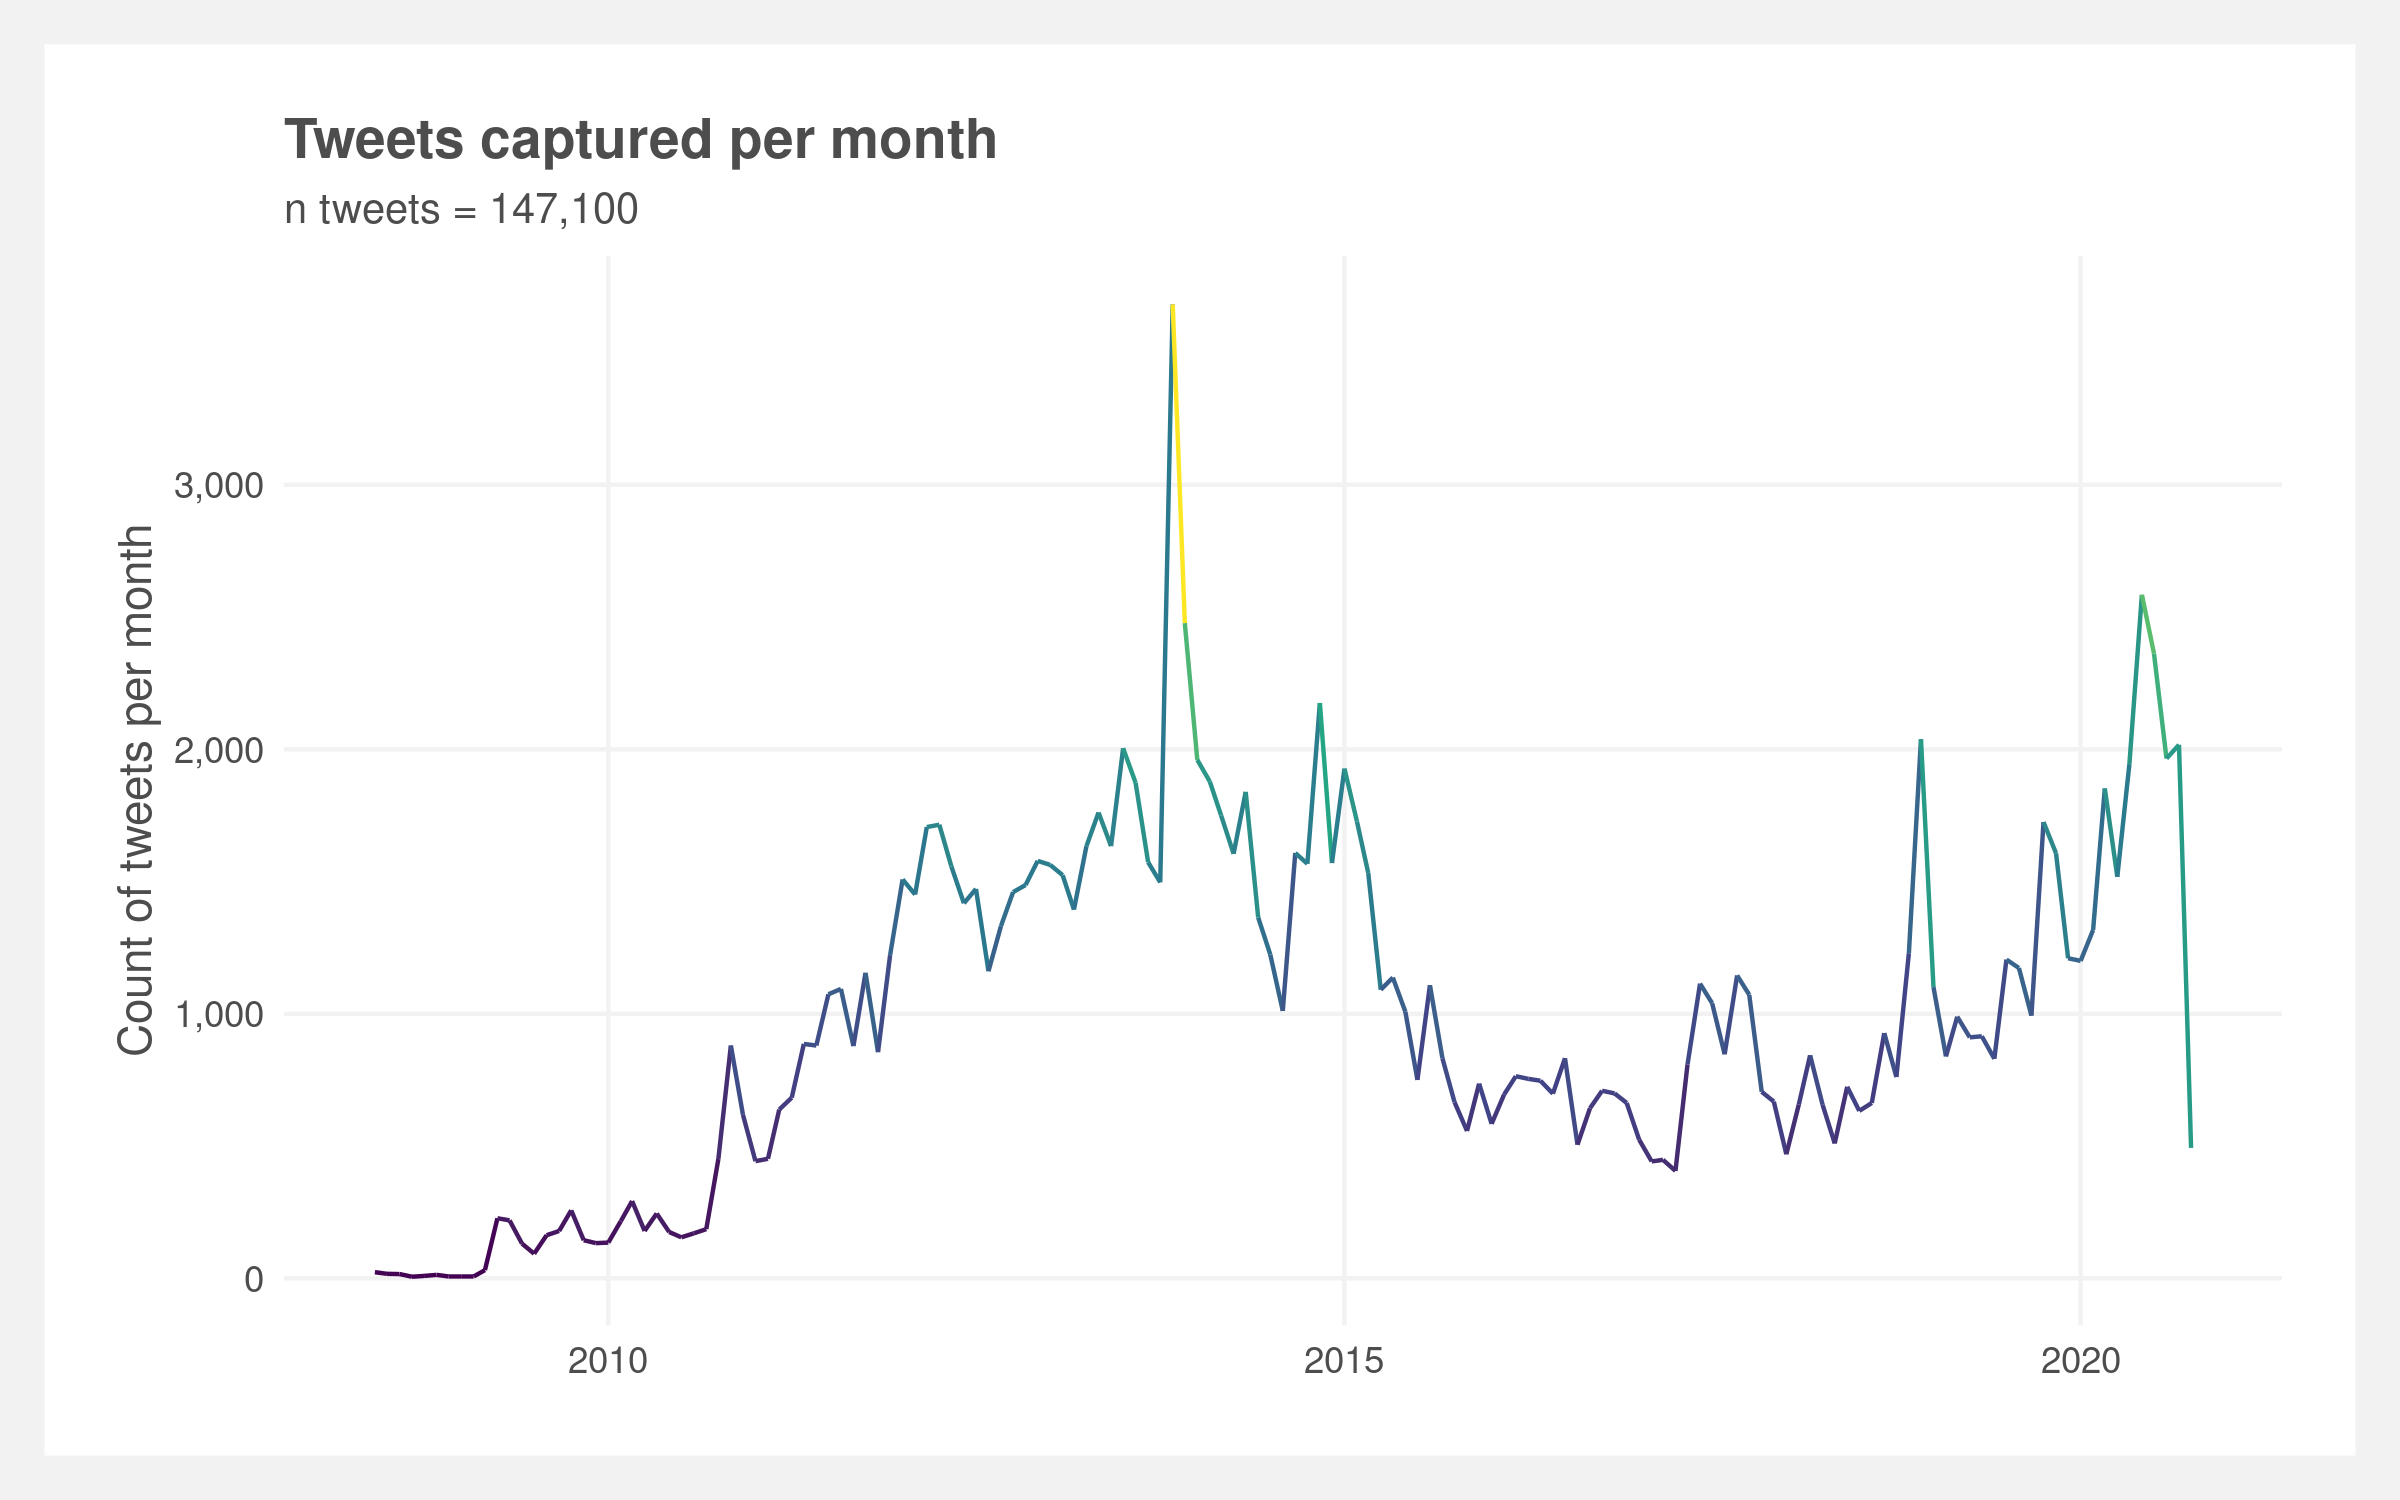 Tweets captured per month
n tweets = 147,100
Count of tweets per month
3,000
2,000
1,000
0
2010
2015
2020